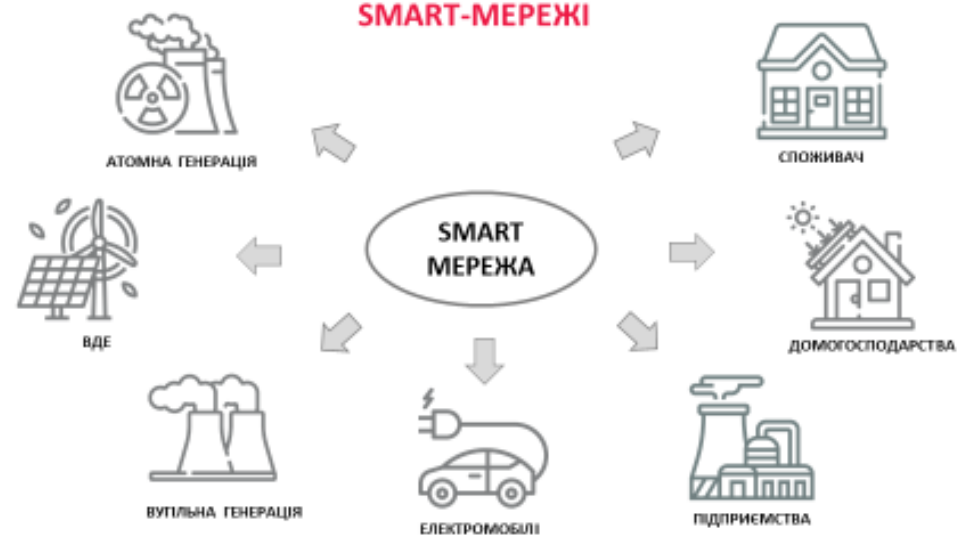 SMART-МЕРЕЖІ
АТОМНА ГЕНЕРАЦІЯ
СПОЖИВАЧ
SMART
МЕРЕЖА
ВДЕ
ДОМОГОСПОДАРСТВА
ВУГІЛЬНА ГЕНЕРАЦІЯ
ЕЛЕКТРОМОБІЛІ
ПІДПРИЄМСТВА